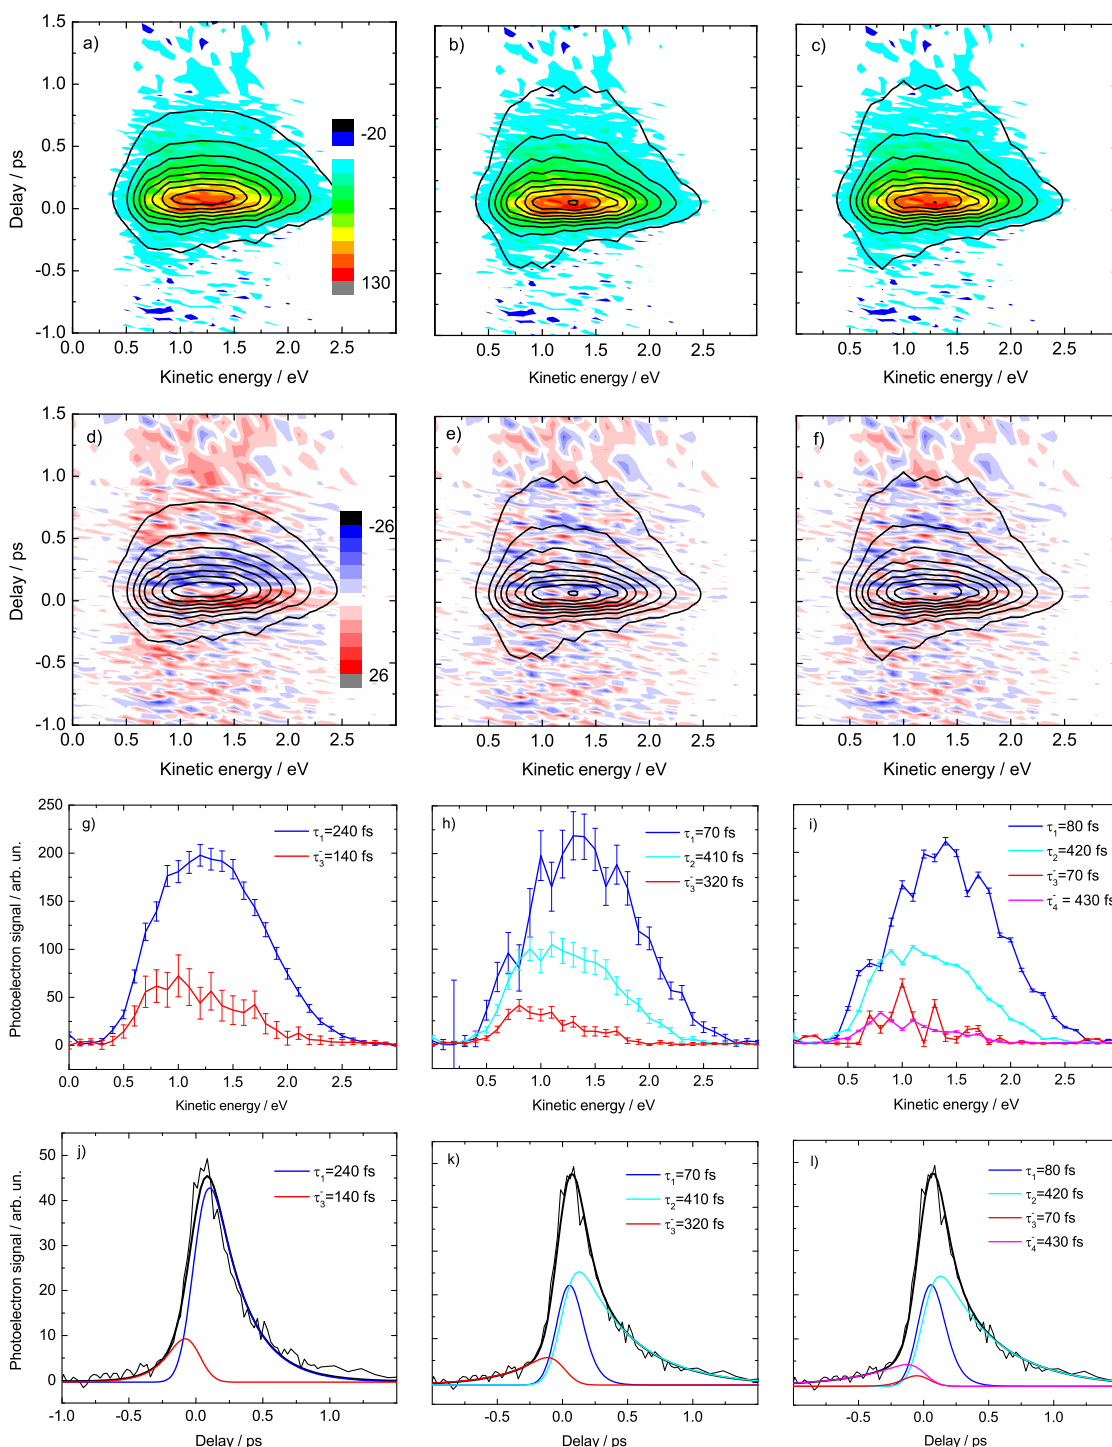 a)
b)
c)
1.5
1.0
0.5
0.0
-0.5
-1.0
Delay / ps
-20
130
0.0 0.5 1.0 1.5 2.0 2.5
0.5 1.0 1.5 2.0 2.5
0.5 1.0 1.5 2.0 2.5
Kinetic energy / eV
Kinetic energy / eV
Kinetic energy / eV
d)
e)
f)
1.5
1.0
0.5
0.0
-0.5
-1.0
Delay / ps
-26
26
0.0 0.5 1.0 1.5 2.0 2.5
0.5 1.0 1.5 2.0 2.5
0.5 1.0 1.5 2.0 2.5
Kinetic energy / eV
Kinetic energy / eV
Kinetic energy / eV
g)
τ1=240 fs
τ3-=140 fs
h)
τ1=70 fs
τ2=410 fs
τ3-=320 fs
i)
τ1=80 fs
τ2=420 fs
τ3-=70 fs
τ4- = 430 fs
250
200
150
100
50
0
Photoelectron signal / arb. un.
0.0 0.5 1.0 1.5 2.0 2.5
0.5 1.0 1.5 2.0 2.5
0.5 1.0 1.5 2.0 2.5
Kinetic energy / eV
Kinetic energy / eV
Kinetic energy / eV
j)
τ1=240 fs
τ3-=140 fs
k)
τ1=70 fs
τ2=410 fs
τ3-=320 fs
l)
τ1=80 fs
τ2=420 fs
τ3-=70 fs
τ4-=430 fs
50
40
30
20
10
0
Photoelectron signal / arb. un.
-1.0 -0.5 0.0 0.5 1.0
-0.5 0.0 0.5 1.0
-0.5 0.0 0.5 1.0
Delay / ps
Delay / ps
Delay / ps